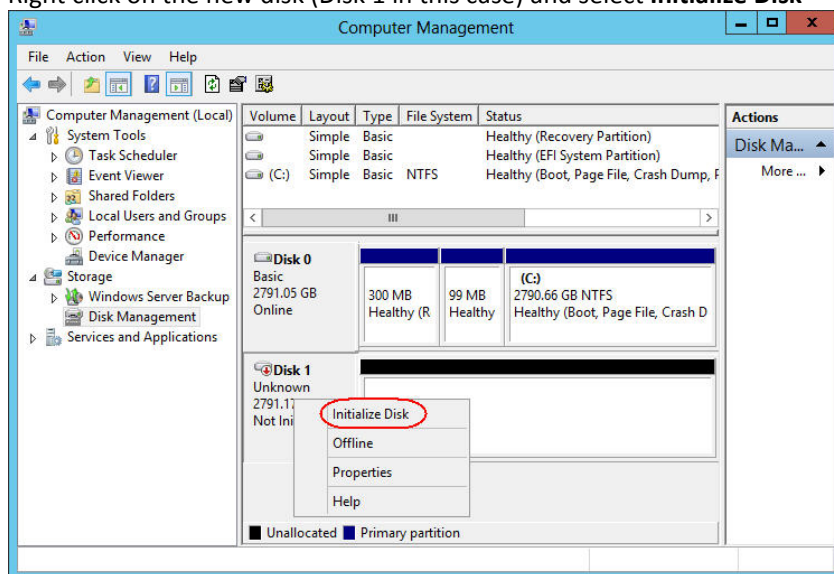 Right click on the new disk (Disk 1 in this case) and select Initialize Disk
Computer Management
File Action View Help
Computer Management (Local)
System Tools
Task Scheduler
Event Viewer
Shared Folders
Local Users and Groups
Performance
Device Manager
Storage
Windows Server Backup
Disk Management
Services and Applications
Volume Layout Type File System Status
Simple Basic Healthy (Recovery Partition)
Simple Basic Healthy (EFI System Partition)
(C:) Simple Basic NTFS Healthy (Boot, Page File, Crash Dump, P
Disk 0
Basic
2791.05 GB
Online
300 MB
Healthy (R
99 MB
Healthy
(C:)
2790.66 GB NTFS
Healthy (Boot, Page File, Crash D
Disk 1
Unknown
2791.17
Not Ini
Initialize Disk
Offline
Properties
Help
Unallocated Primary partition
Actions
Disk Ma...
More ...